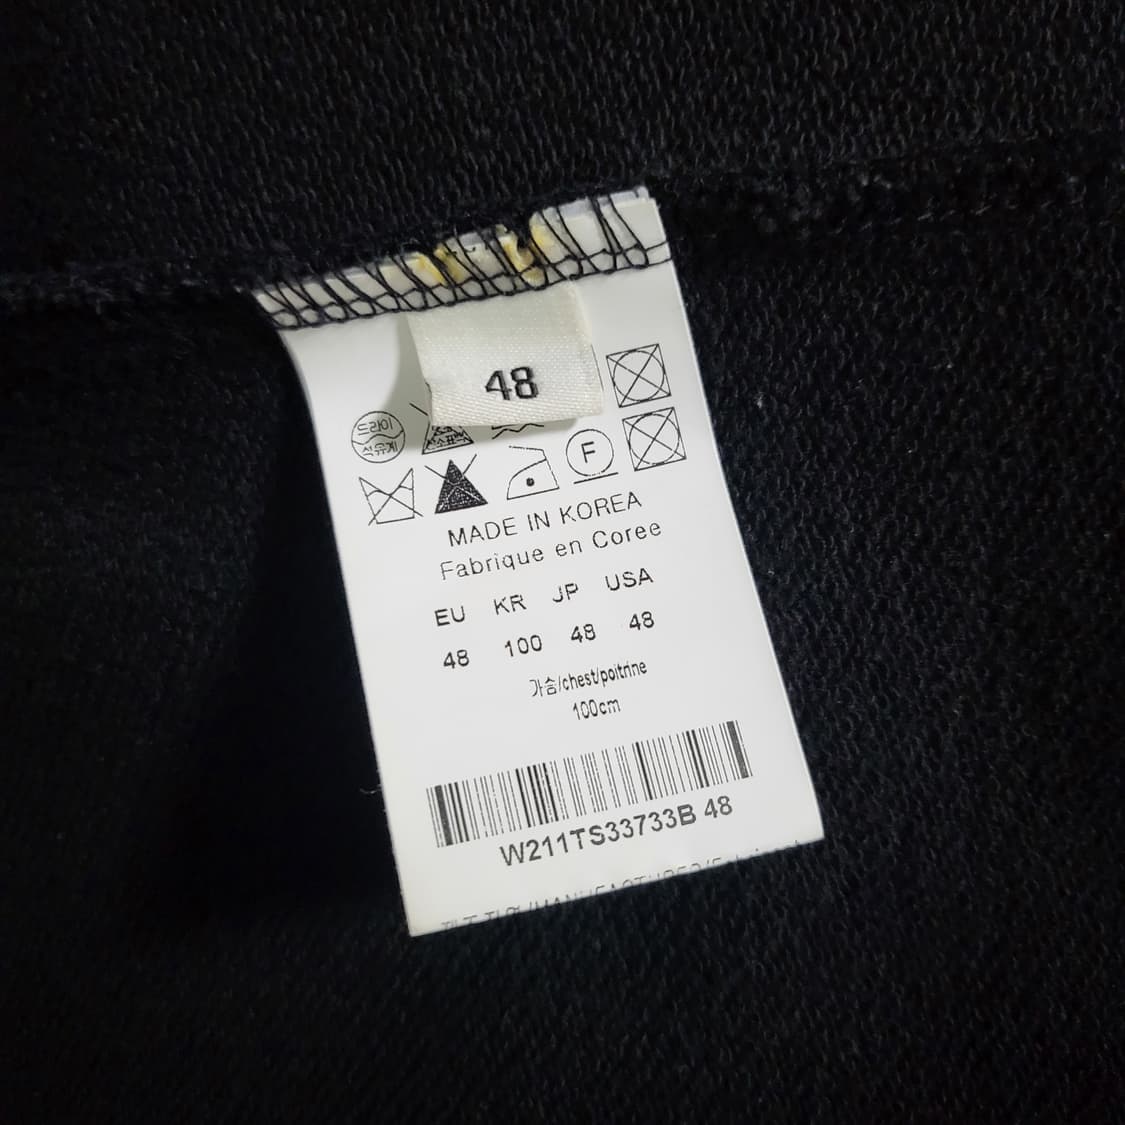 48
드라이
석유계
F
MADE IN KOREA
Fabrique en Coree
EU KR JP USA
48 100 48 48
가슴/chest/poitrine
100cm
W211TS33733B 48